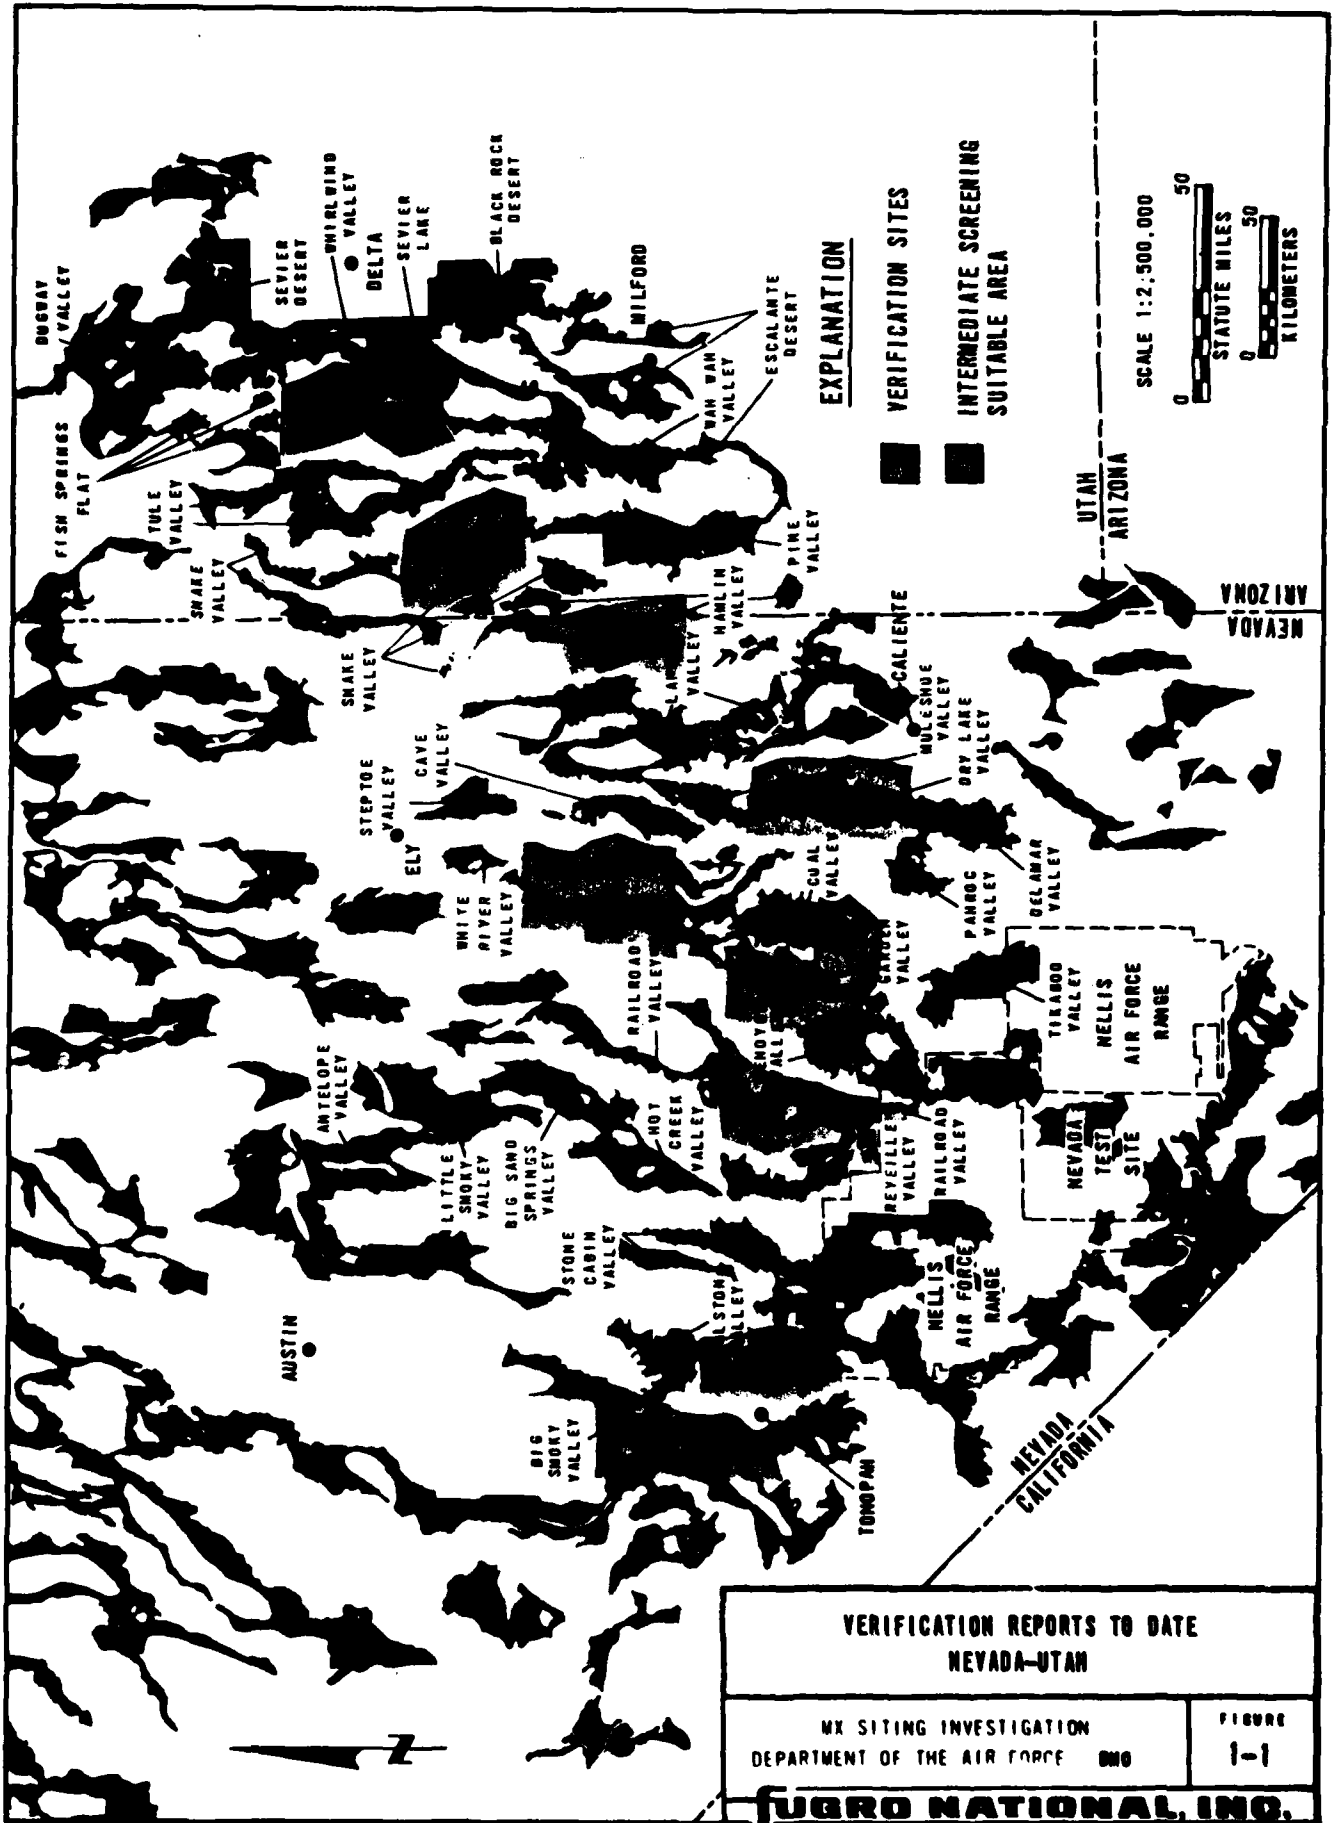 DUGWAY
VALLEY
FISH SPRINGS
FLAT
TULE
VALLEY
SNAKE
VALLEY
SEVIER
DESERT
WHIRLWIND
VALLEY
DELTA
SEVIER
LAKE
BLACK ROCK
DESERT
MILFORD
WAH WAH
VALLEY
ESCALANTE
DESERT
PINE
VALLEY
HAMLIN
VALLEY
SNAKE
VALLEY
CAVE
VALLEY
STEPTOE
VALLEY
ELY
WHITE
RIVER
VALLEY
VALLEY
CALIENTE
MULESHOE
VALLEY
DRY LAKE
VALLEY
COAL
VALLEY
PAHROC
VALLEY
DELAMAR
VALLEY
GARDEN
VALLEY
RAILROAD
VALLEY
ANTELOPE
VALLEY
LITTLE
SMOKY
VALLEY
BIG SAND
SPRINGS
VALLEY
HOT
CREEK
VALLEY
STONE
CABIN
VALLEY
REVEILLE
VALLEY
RAILROAD
VALLEY
TIKABOO
VALLEY
NELLIS
AIR FORCE
RANGE
NEVADA
TEST
SITE
NELLIS
AIR FORCE
RANGE
AUSTIN
BIG
SMOKY
VALLEY
TONOPAH
NEVADA
CALIFORNIA
UTAH
ARIZONA
NEVADA
ARIZONA
EXPLANATION
VERIFICATION SITES
INTERMEDIATE SCREENING
SUITABLE AREA
SCALE 1:2,500,000
0 50
STATUTE MILES
0 50
KILOMETERS
N
VERIFICATION REPORTS TO DATE
NEVADA-UTAH
MX SITING INVESTIGATION
DEPARTMENT OF THE AIR FORCE BMO
FIGURE
1-1
fUGRO NATIONAL, INC.